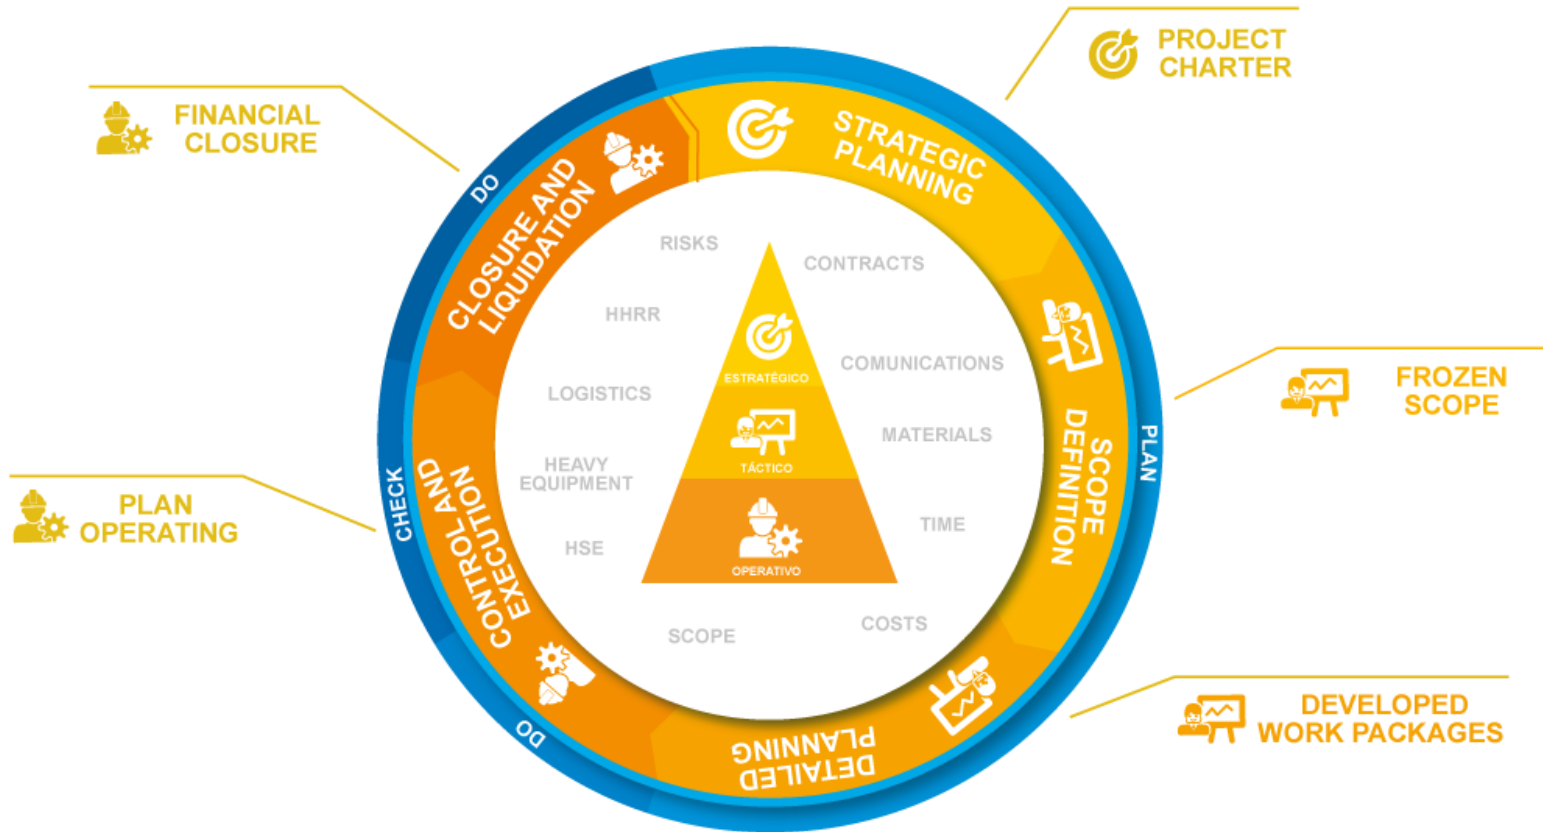 PROJECT
CHARTER
FINANCIAL
CLOSURE
STRATEGIC
PLANNING
DO
CLOSURE AND
LIQUIDATION
RISKS
CONTRACTS
HHRR
COMUNICATIONS
ESTRATÉGICO
LOGISTICS
FROZEN
SCOPE
SCOPE
DEFINITION
PLAN
MATERIALS
TÁCTICO
HEAVY
EQUIPMENT
CHECK
CONTROL AND
EXECUTION
PLAN
OPERATING
TIME
HSE
OPERATIVO
SCOPE
COSTS
DO
DETAILED
PLANNING
DEVELOPED
WORK PACKAGES